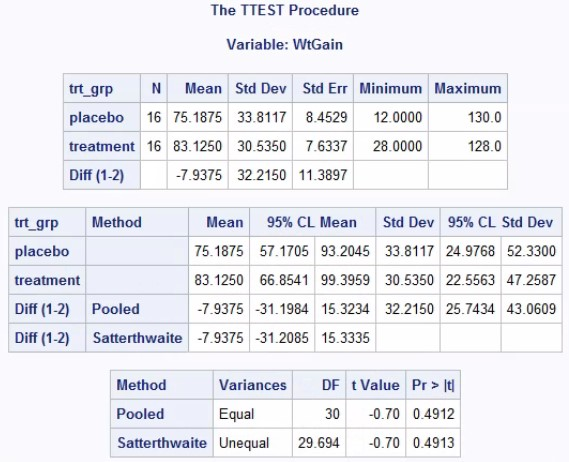 The TTEST Procedure
Variable: WtGain
trt_grp N Mean Std Dev Std Err Minimum Maximum
placebo 16 75.1875 33.8117 8.4529 12.0000 130.0
treatment 16 83.1250 30.5350 7.6337 28.0000 128.0
Diff (1-2) -7.9375 32.2150 11.3897
trt_grp Method Mean 95% CL Mean Std Dev 95% CL Std Dev
placebo 75.1875 57.1705 93.2045 33.8117 24.9768 52.3300
treatment 83.1250 66.8541 99.3959 30.5350 22.5563 47.2587
Diff (1-2) Pooled -7.9375 -31.1984 15.3234 32.2150 25.7434 43.0609
Diff (1-2) Satterthwaite -7.9375 -31.2085 15.3335
Method Variances DF t Value Pr > |t|
Pooled Equal 30 -0.70 0.4912
Satterthwaite Unequal 29.694 -0.70 0.4913